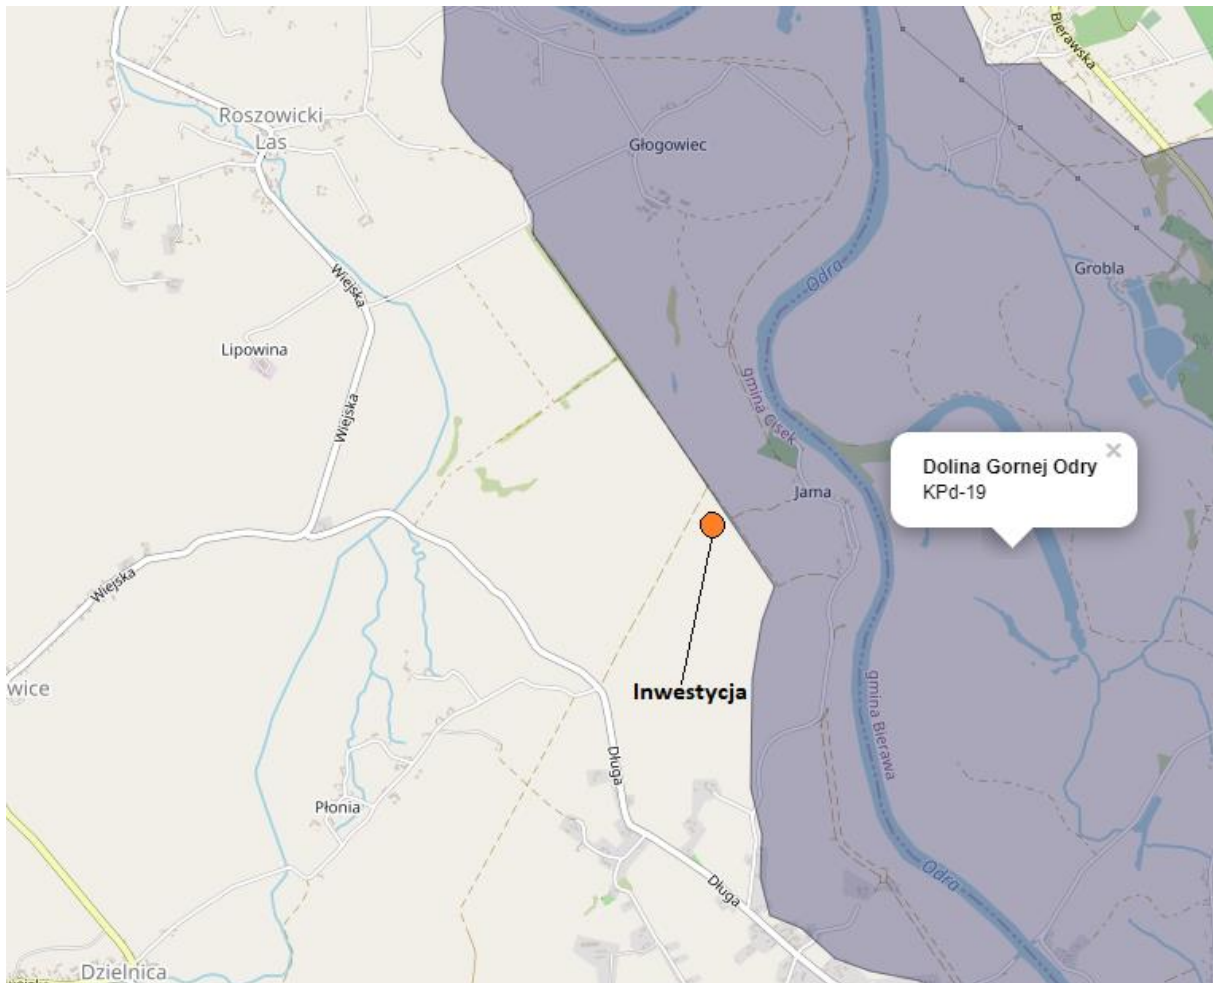 Bierawska
Roszowicki
Las
Głogowiec
Odra
Grobla
Wiejska
Lipowina
gmina Cisek
Wiejska
Dolina Gornej Odry
KPd-19
Jama
Wiejska
wice
Inwestycja
gmina Bierawa
Długa
Płonia
Odra
Długa
Dzielnica